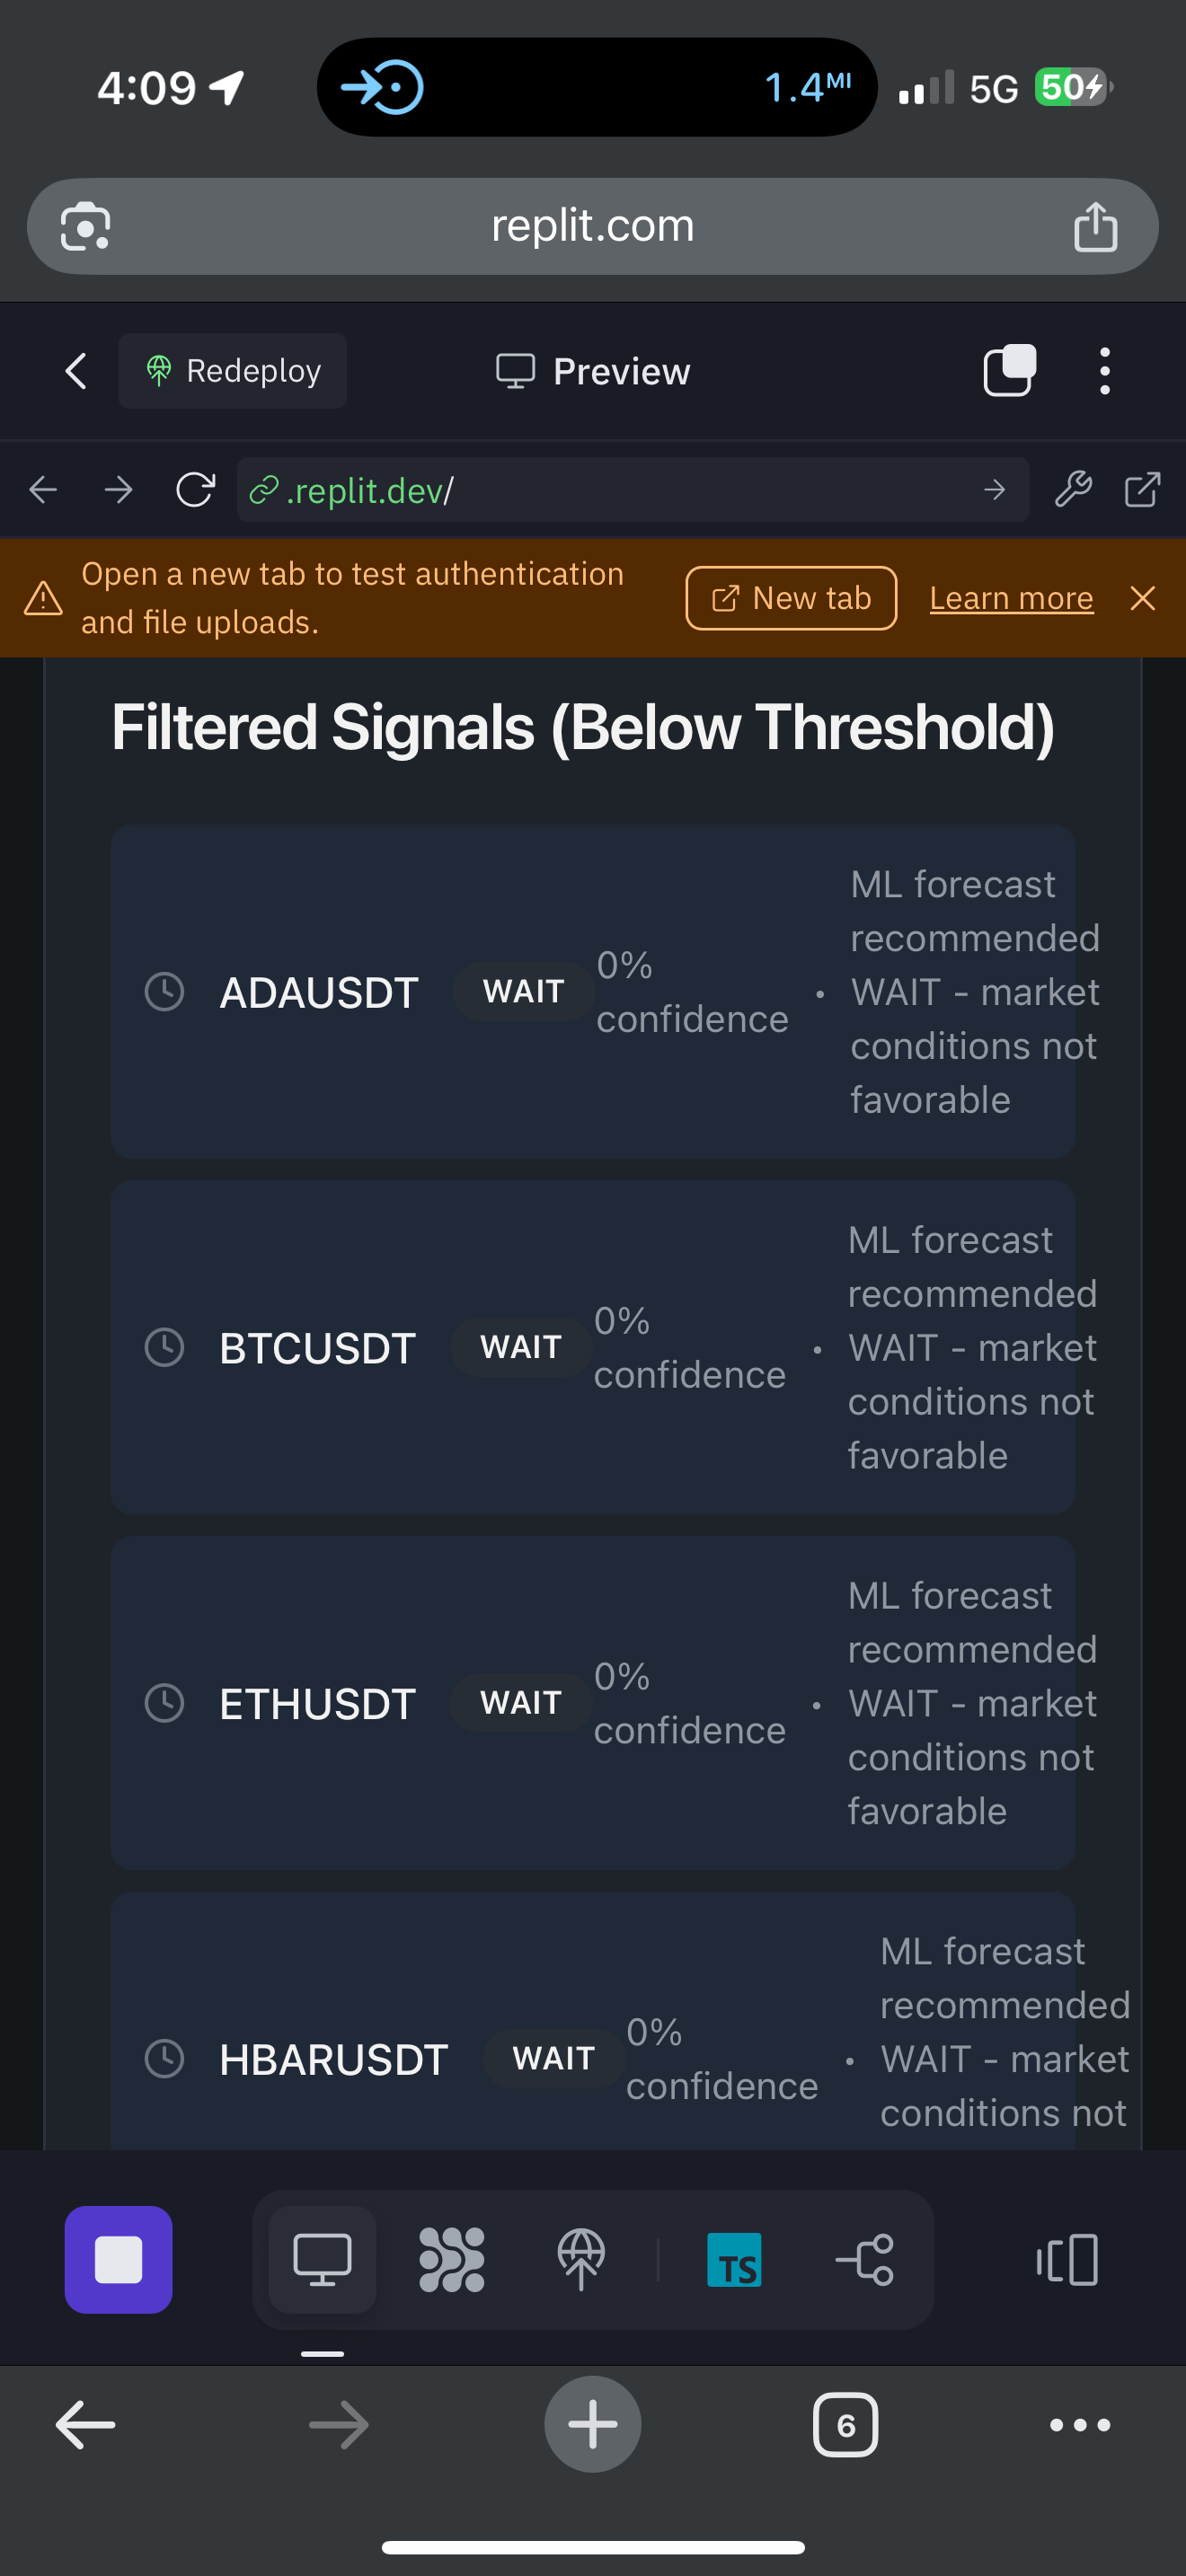 4:09
1.4MI
5G
50
replit.com
Redeploy
Preview
.replit.dev/
Open a new tab to test authentication
and file uploads.
New tab
Learn more
Filtered Signals (Below Threshold)
ADAUSDT
WAIT
0%
confidence
•
ML forecast
recommended
WAIT - market
conditions not
favorable
BTCUSDT
WAIT
0%
confidence
•
ML forecast
recommended
WAIT - market
conditions not
favorable
ETHUSDT
WAIT
0%
confidence
•
ML forecast
recommended
WAIT - market
conditions not
favorable
HBARUSDT
WAIT
0%
confidence
•
ML forecast
recommended
WAIT - market
conditions not
TS
6